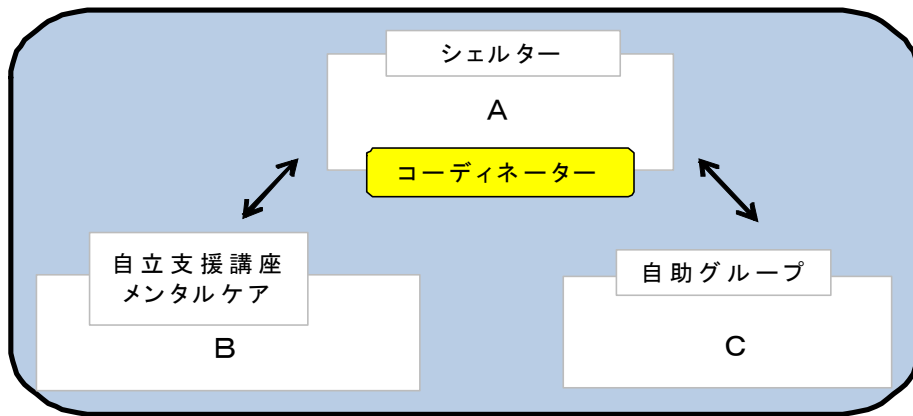 シェルター
A
コーディネーター
自立支援講座
メンタルケア
B
自助グループ
C